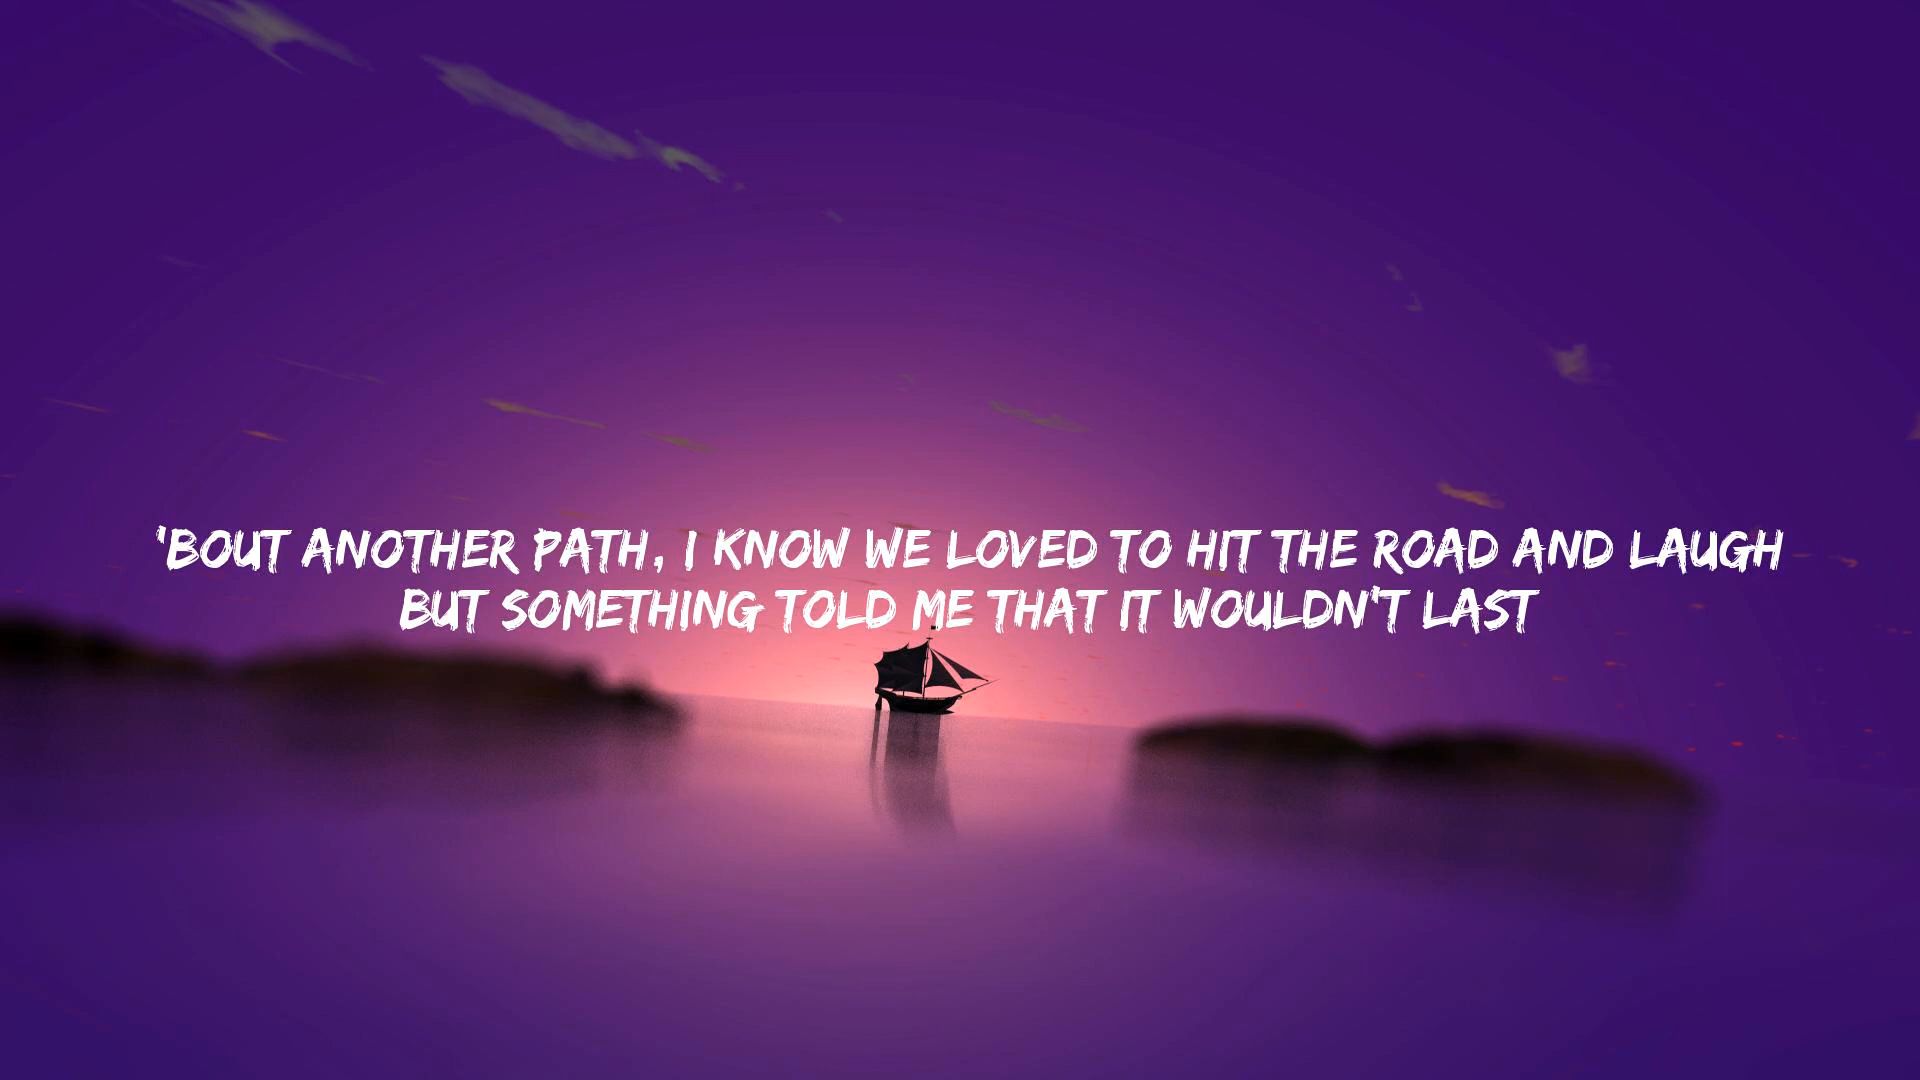 'BOUT ANOTHER PATH, I KNOW WE LOVED TO HIT THE ROAD AND LAUGH
BUT SOMETHING TOLD ME THAT IT WOULDN'T LAST